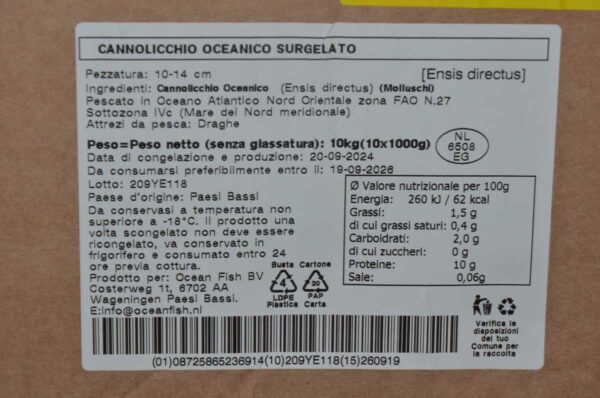 CANNOLICCHIO OCEANICO SURGELATO
Pezzatura: 10-14 cm
[Ensis directus]
Ingredienti: Cannolicchio Oceanico (Ensis directus) (Molluschi)
Pescato in Oceano Atlantico Nord Orientale zona FAO N.27
Sottozona IVc (Mare del Nord meridionale)
Attrezi da pesca: Draghe
Peso=Peso netto (senza glassatura): 10kg(10x1000g)
NL
6508
EG
Data di congelazione e produzione: 20-09-2024
Da consumarsi preferibilmente entro il: 19-09-2026
Lotto: 209YE118
Paese d'origine: Paesi Bassi
Da conservasi a temperatura non
superiore a -18°C. Il prodotto una
volta scongelato non deve essere
ricongelato, va conservato in
frigorifero e consumato entro 24
ore previa cottura.
Prodotto per: Ocean Fish BV
Costerweg 1t, 6702 AA
Wageningen Paesi Bassi.
E:info@oceanfish.nl
Ø Valore nutrizionale per 100g
Energia: 260 kJ / 62 kcal
Grassi: 1,5 g
di cui grassi saturi: 0,4 g
Carboidrati: 2,0 g
di cui zuccheri: 0 g
Proteine: 10 g
Sale: 0,06g
Busta Cartone
4 20
LDPE PAP
Plastica Carta
Verifica le
disposizioni
del tuo
Comune per
la raccolta
(01)08725865236914(10)209YE118(15)260919